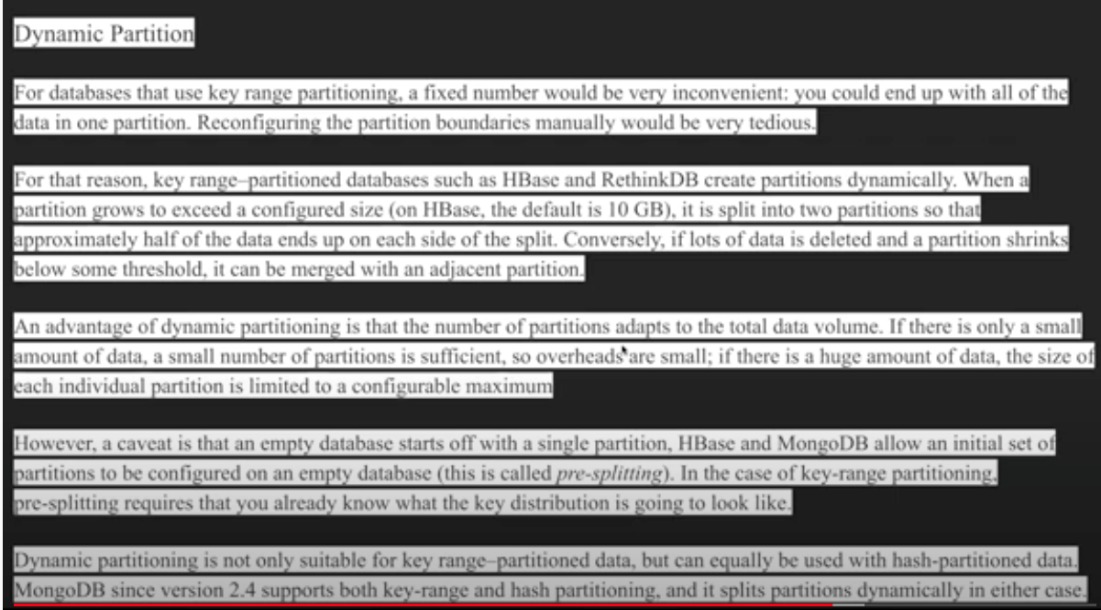 Dynamic Partition
For databases that use key range partitioning, a fixed number would be very inconvenient: you could end up with all of the
data in one partition. Reconfiguring the partition boundaries manually would be very tedious.
For that reason, key range–partitioned databases such as HBase and RethinkDB create partitions dynamically. When a
partition grows to exceed a configured size (on HBase, the default is 10 GB), it is split into two partitions so that
approximately half of the data ends up on each side of the split. Conversely, if lots of data is deleted and a partition shrinks
below some threshold, it can be merged with an adjacent partition.
An advantage of dynamic partitioning is that the number of partitions adapts to the total data volume. If there is only a small
amount of data, a small number of partitions is sufficient, so overheads are small; if there is a huge amount of data, the size of
each individual partition is limited to a configurable maximum
However, a caveat is that an empty database starts off with a single partition, HBase and MongoDB allow an initial set of
partitions to be configured on an empty database (this is called pre-splitting). In the case of key-range partitioning,
pre-splitting requires that you already know what the key distribution is going to look like.
Dynamic partitioning is not only suitable for key range–partitioned data, but can equally be used with hash-partitioned data.
MongoDB since version 2.4 supports both key-range and hash partitioning, and it splits partitions dynamically in either case.